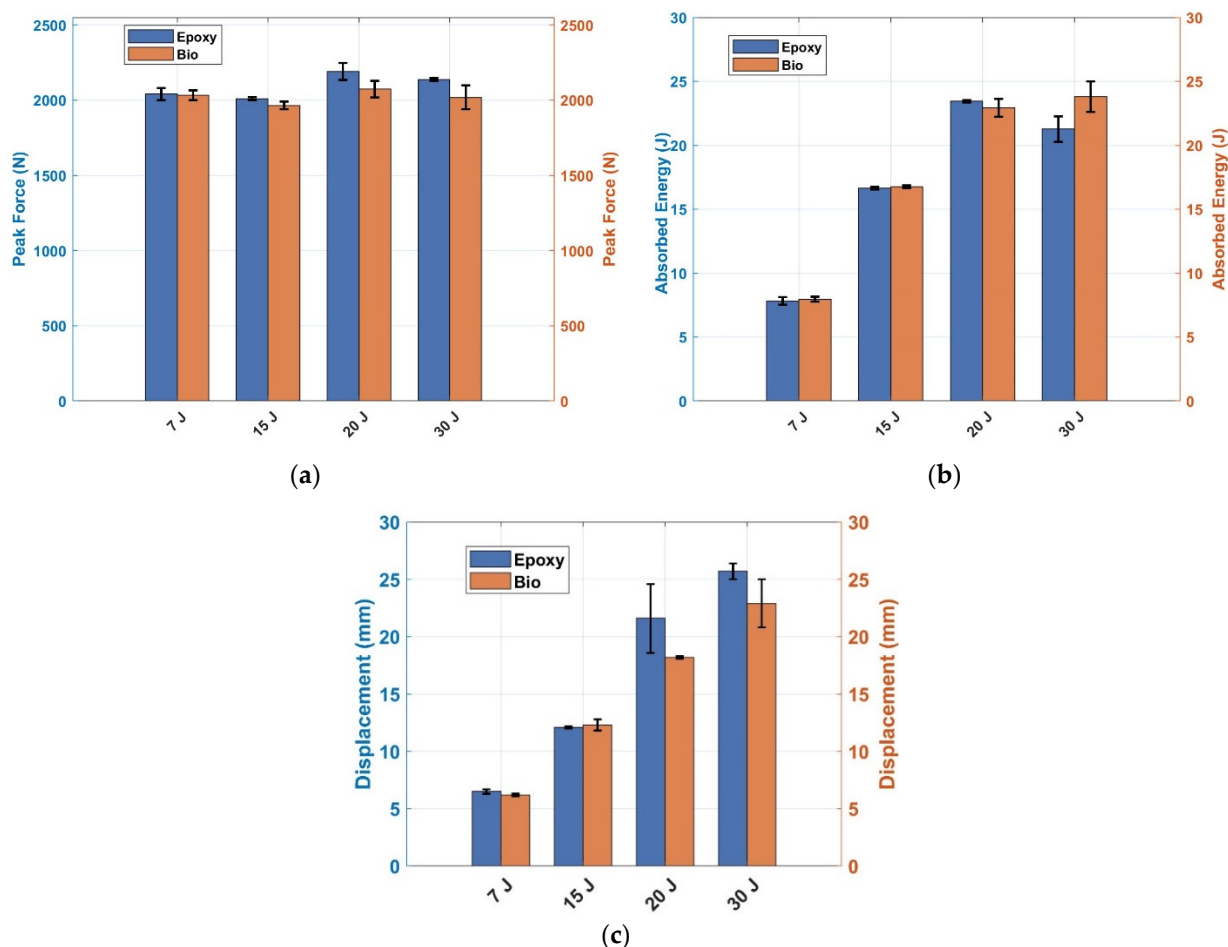 Peak Force (N)
2500
2000
1500
1000
500
0
Epoxy
Bio
7 J
15 J
20 J
30 J
2500
2000
1500
1000
500
0
Peak Force (N)
(a)
Absorbed Energy (J)
30
25
20
15
10
5
0
Epoxy
Bio
7 J
15 J
20 J
30 J
30
25
20
15
10
5
0
Absorbed Energy (J)
(b)
Displacement (mm)
30
25
20
15
10
5
0
Epoxy
Bio
7 J
15 J
20 J
30 J
30
25
20
15
10
5
0
Displacement (mm)
(c)